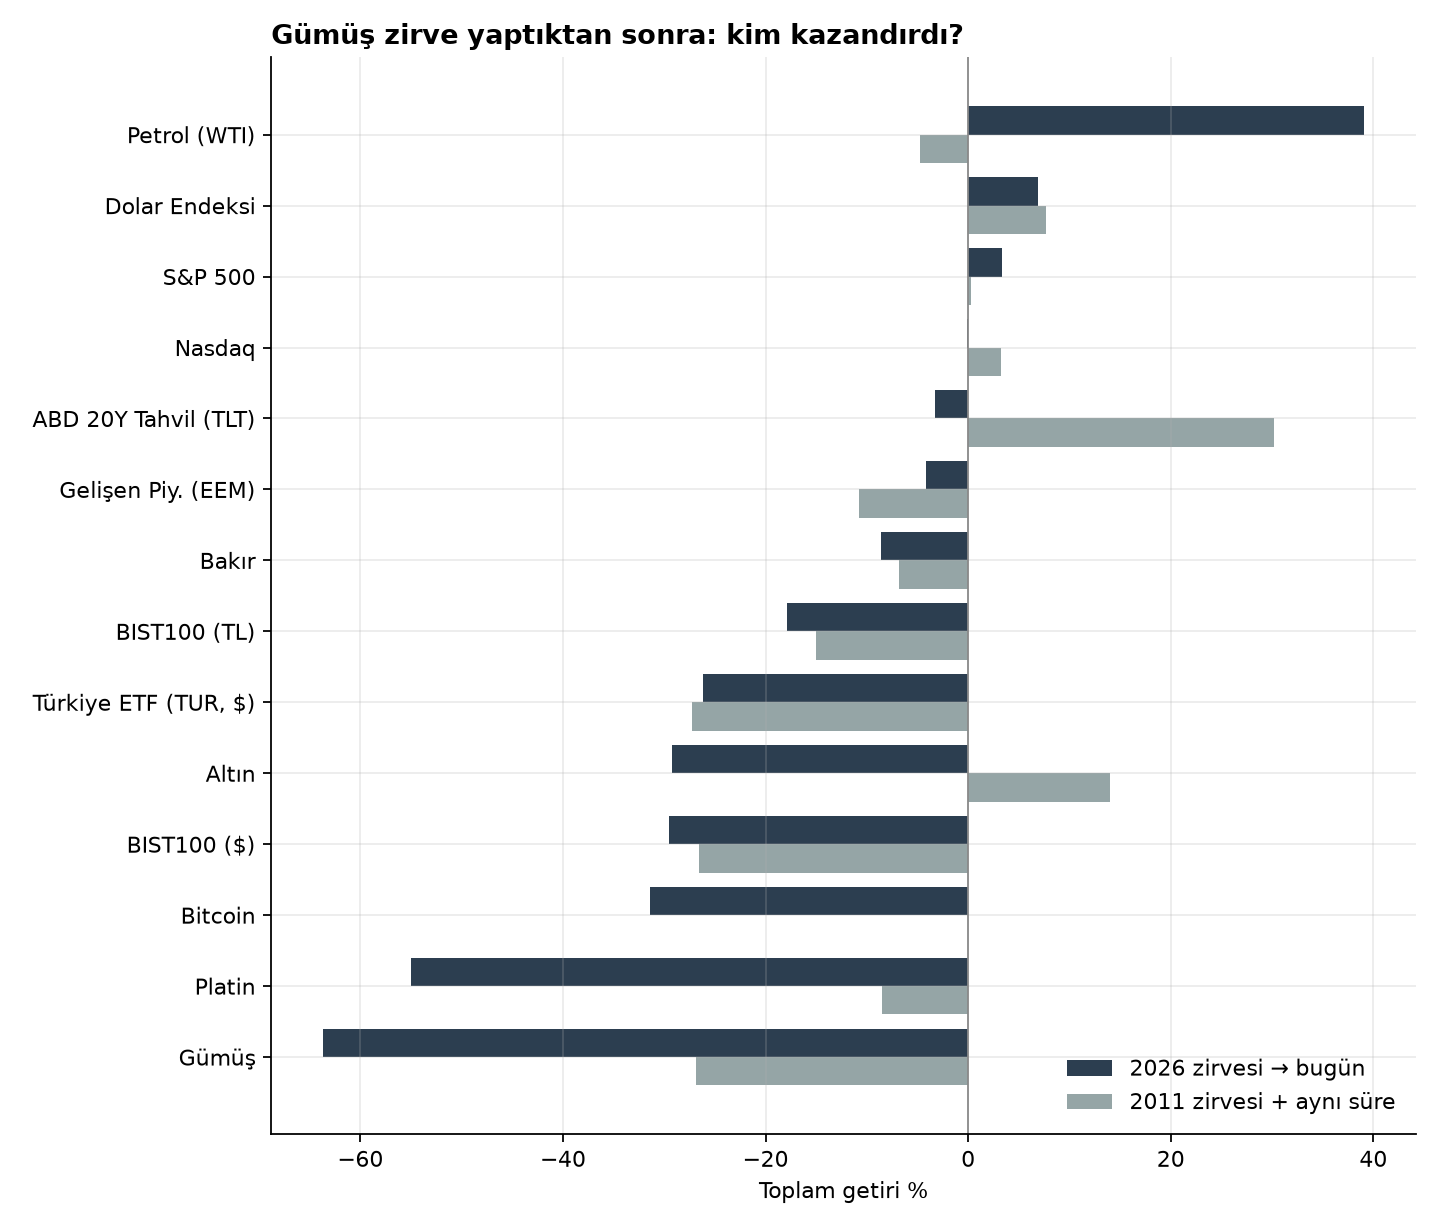 Gümüş zirve yaptıktan sonra: kim kazandırdı?
Petrol (WTI)
Dolar Endeksi
S&P 500
Nasdaq
ABD 20Y Tahvil (TLT)
Gelişen Piy. (EEM)
Bakır
BIST100 (TL)
Türkiye ETF (TUR, $)
Altın
BIST100 ($)
Bitcoin
Platin
Gümüş
2026 zirvesi → bugün
2011 zirvesi + aynı süre
−60 −40 −20 0 20 40
Toplam getiri %